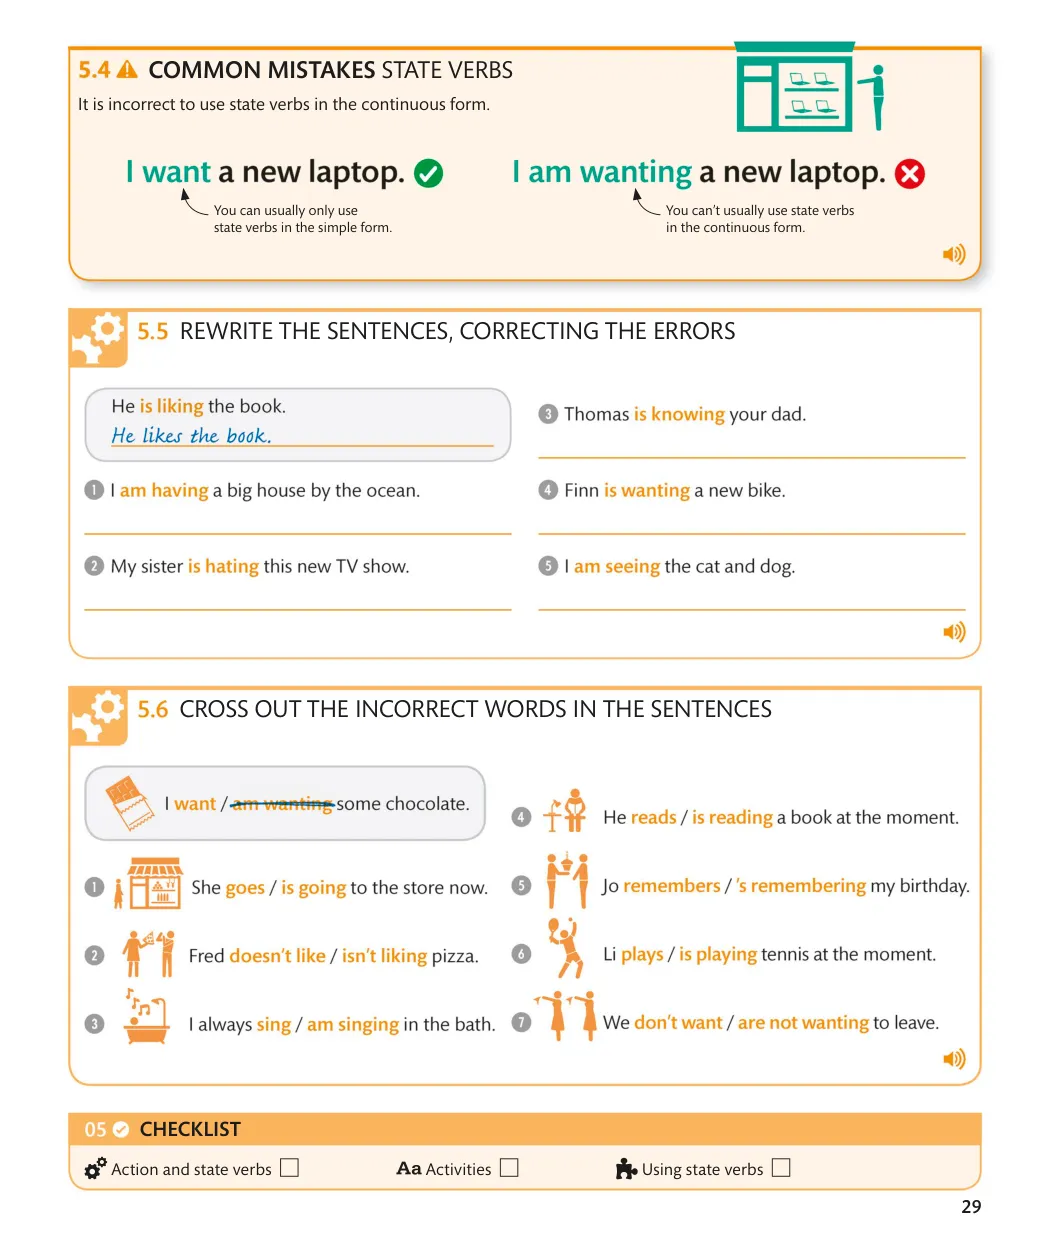 5.4 COMMON MISTAKES STATE VERBS
It is incorrect to use state verbs in the continuous form.
I want a new laptop.
You can usually only use
state verbs in the simple form.
I am wanting a new laptop.
You can't usually use state verbs
in the continuous form.
5.5 REWRITE THE SENTENCES, CORRECTING THE ERRORS
He is liking the book.
He likes the book.
1 I am having a big house by the ocean.
2 My sister is hating this new TV show.
3 Thomas is knowing your dad.
4 Finn is wanting a new bike.
5 I am seeing the cat and dog.
5.6 CROSS OUT THE INCORRECT WORDS IN THE SENTENCES
I want / am wanting some chocolate.
1 She goes / is going to the store now.
2 Fred doesn't like / isn't liking pizza.
3 I always sing / am singing in the bath.
4 He reads / is reading a book at the moment.
5 Jo remembers / 's remembering my birthday.
6 Li plays / is playing tennis at the moment.
7 We don't want / are not wanting to leave.
05 CHECKLIST
Action and state verbs
Aa Activities
Using state verbs
29